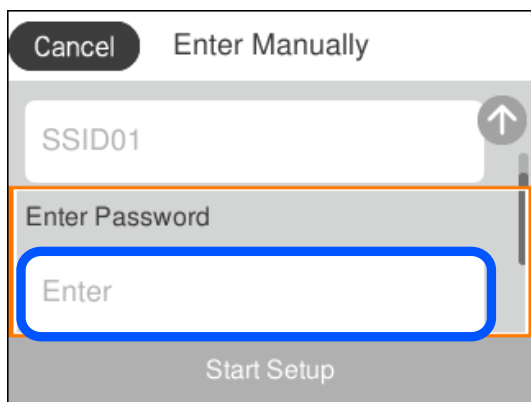 Cancel Enter Manually
SSID01
Enter Password
Enter
Start Setup